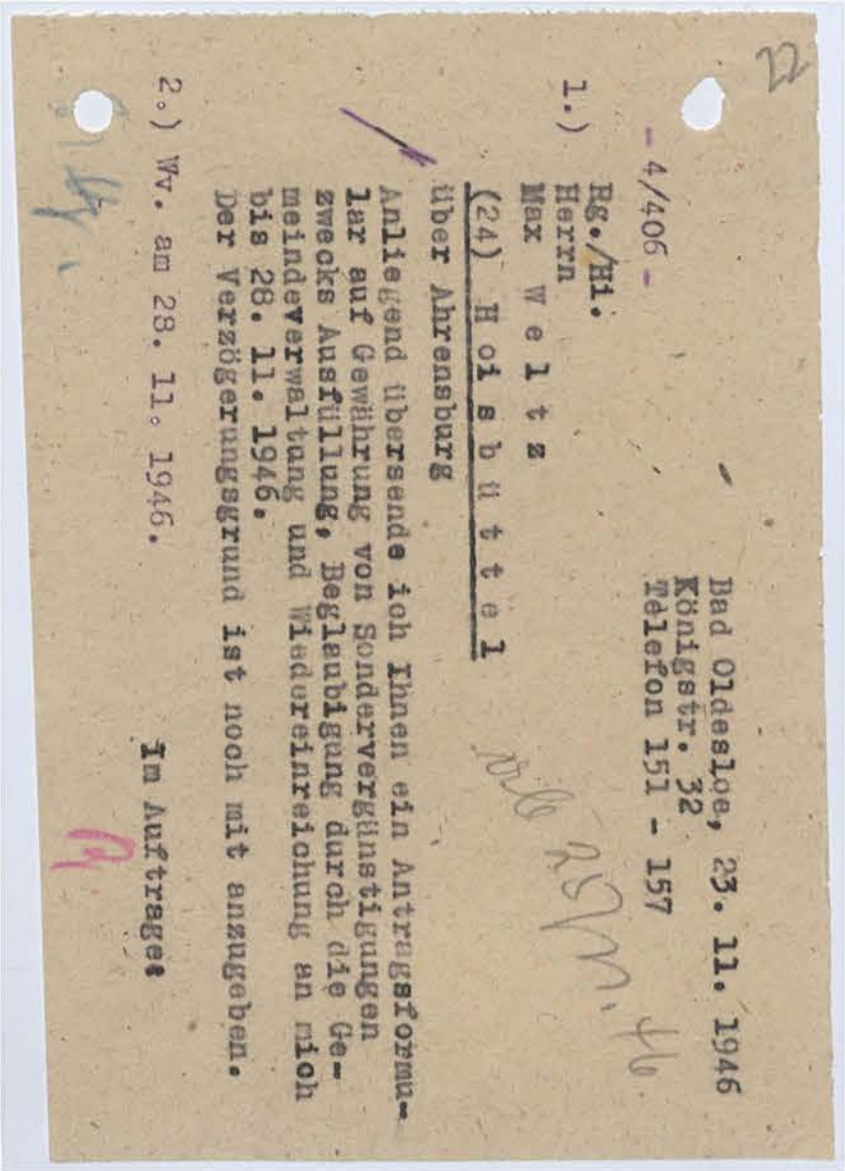 22
Bad Oldesloe, 23. 11. 1946
Königstr. 32
Telefon 151 - 157
- 4/406 -
Rg./Hi.
1.) Herrn
Max W e l t z
(24) H o i s b ü t t e l
über Ahrensburg
Anliegend übersende ich Ihnen ein Antragsformu-
lar auf Gewährung von Sondervergünstigungen
zwecks Ausfüllung, Beglaubigung durch die Ge-
meindeverwaltung und Wiedereinreichung an mich
bis 28. 11. 1946.
Der Verzögerungsgrund ist noch mit anzugeben.
2.) Wv. am 28. 11. 1946.
Im Auftrage: